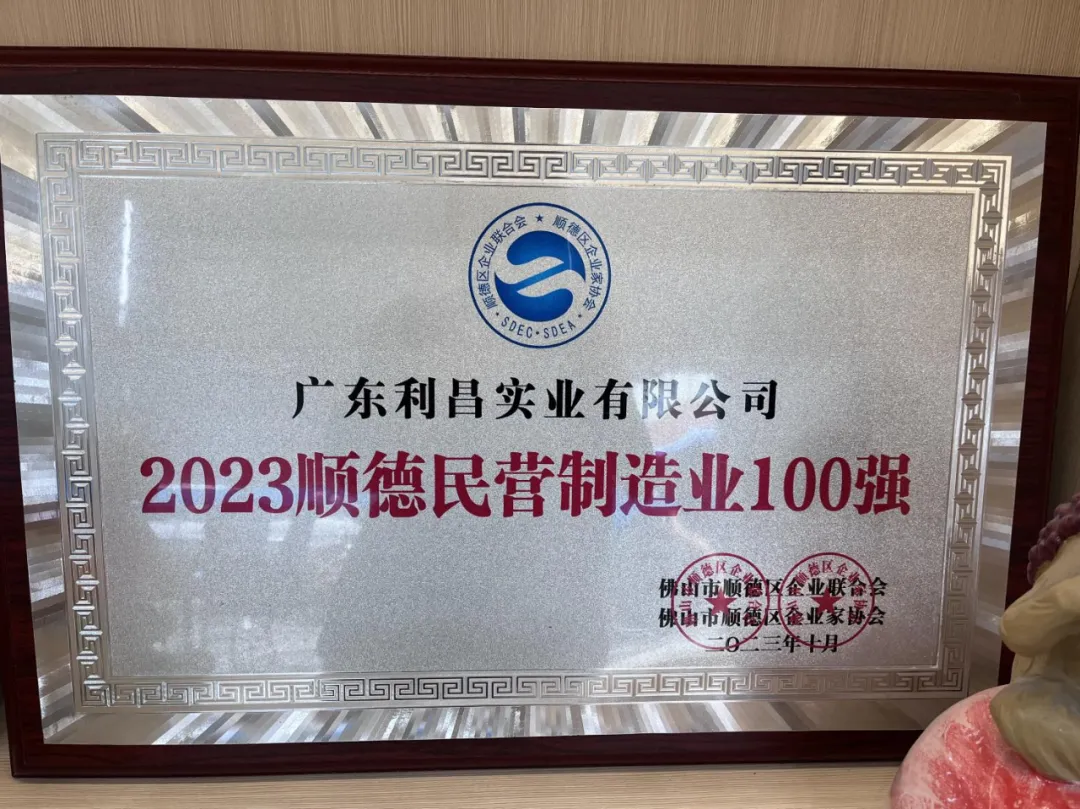 顺德区企业联合会 ★ 顺德区企业家协会
·SDEC·SDEA·
广东利昌实业有限公司
2023顺德民营制造业100强
佛山市顺德区企业联合会
佛山市顺德区企业家协会
二〇二三年十月